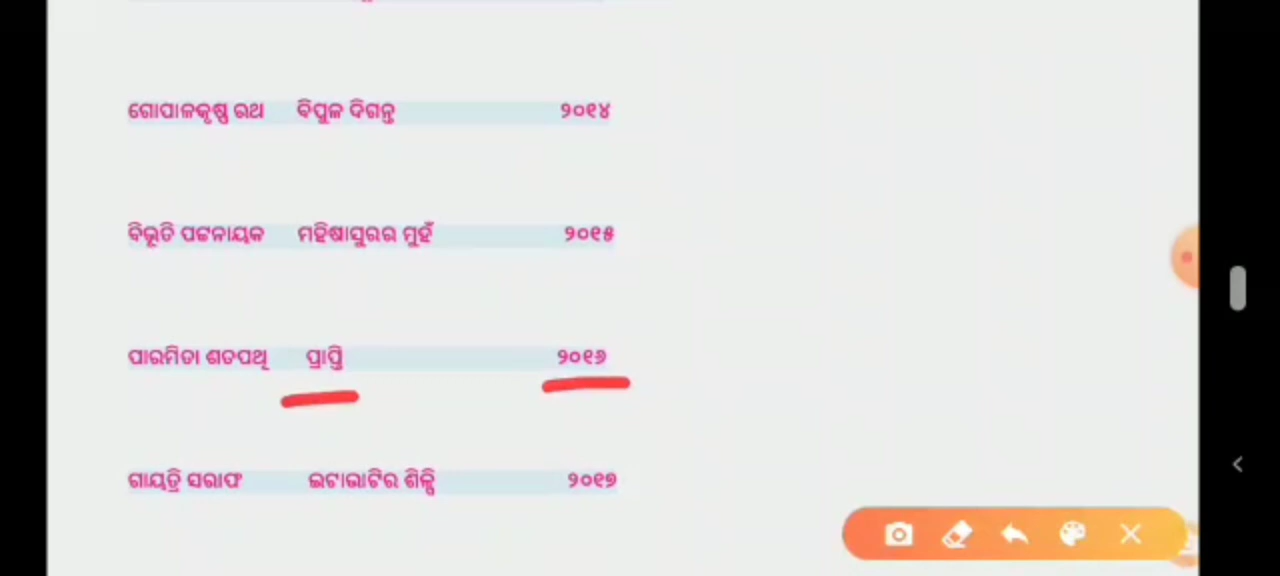 ଗୋପାଳକୃଷ୍ଣ ରଥ ବିପୁଳ ଦିଗନ୍ତ ୨୦୧୪
ବିଭୂତି ପଟ୍ଟନାୟକ ମହିଷାସୁରର ମୁହଁ ୨୦୧୫
ପାରମିତା ଶତପଥି ପ୍ରାପ୍ତି ୨୦୧୬
ଗାୟତ୍ରି ସରାଫ ଇଟାଭାଟିର ଶିଳ୍ପି ୨୦୧୭